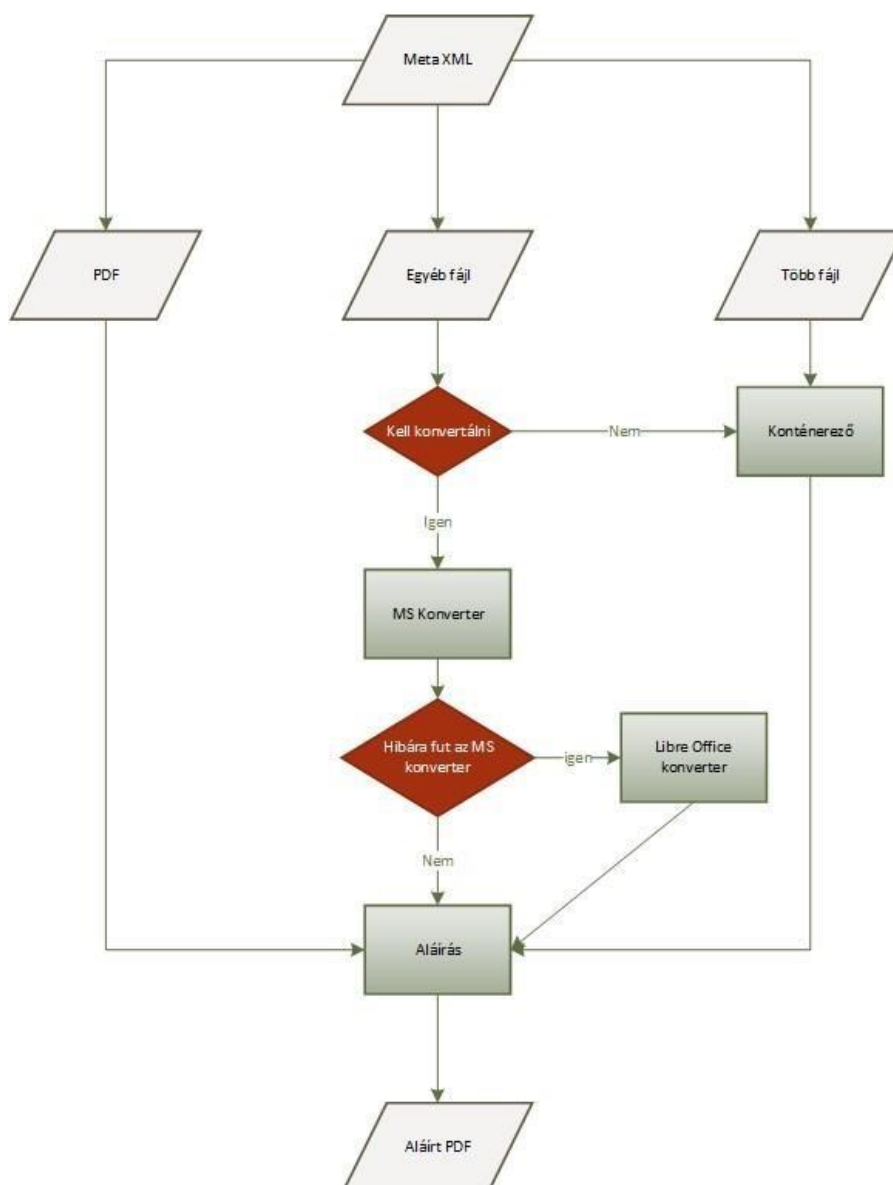 Meta XML
PDF
Egyéb fájl
Több fájl
Kell konvertálni
Nem
Konténerező
Igen
MS Konverter
Hibára fut az MS
konverter
igen
Libre Office
konverter
Nem
Aláírás
Aláírt PDF